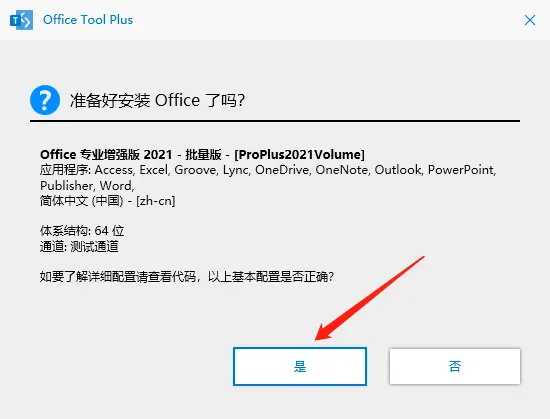 Office Tool Plus
准备好安装 Office 了吗?
Office 专业增强版 2021 - 批量版 - [ProPlus2021Volume]
应用程序: Access, Excel, Groove, Lync, OneDrive, OneNote, Outlook, PowerPoint,
Publisher, Word,
简体中文 (中国) - [zh-cn]
体系结构: 64 位
通道: 测试通道
如要了解详细配置请查看代码，以上基本配置是否正确?
是
否